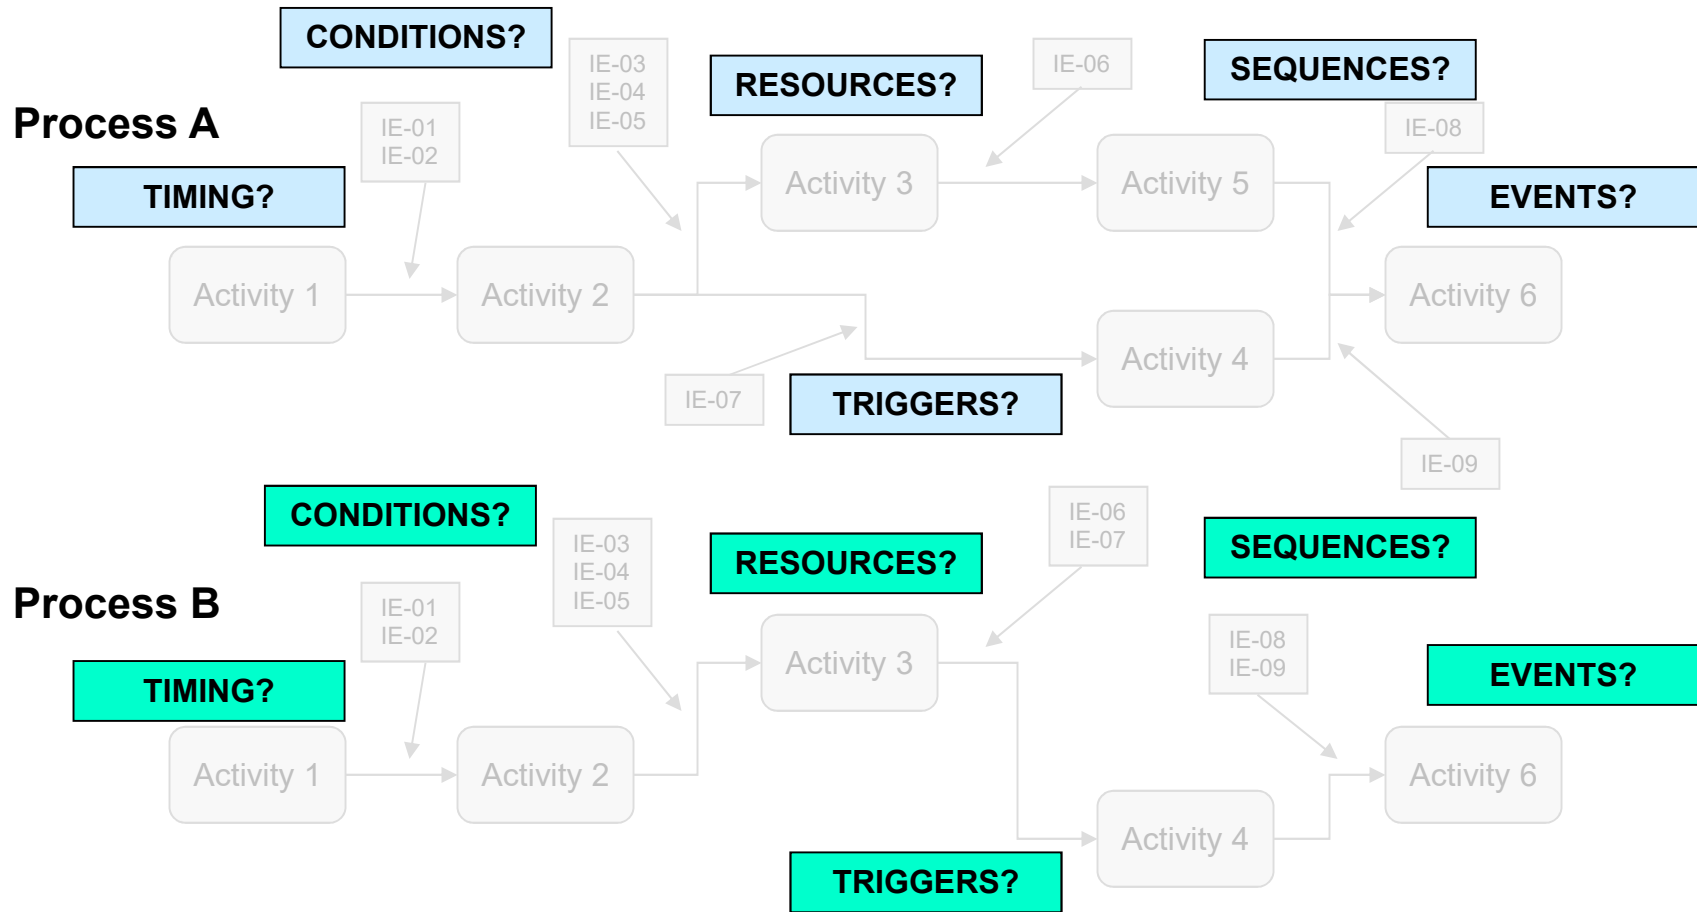 CONDITIONS?
IE-03
IE-04
IE-05
RESOURCES?
IE-06
SEQUENCES?
Process A
IE-01
IE-02
IE-08
TIMING?
Activity 3
Activity 5
EVENTS?
Activity 1
Activity 2
Activity 6
Activity 4
IE-07
TRIGGERS?
IE-09
CONDITIONS?
IE-03
IE-04
IE-05
RESOURCES?
IE-06
IE-07
SEQUENCES?
Process B
IE-01
IE-02
IE-08
IE-09
TIMING?
Activity 3
EVENTS?
Activity 1
Activity 2
Activity 6
Activity 4
TRIGGERS?